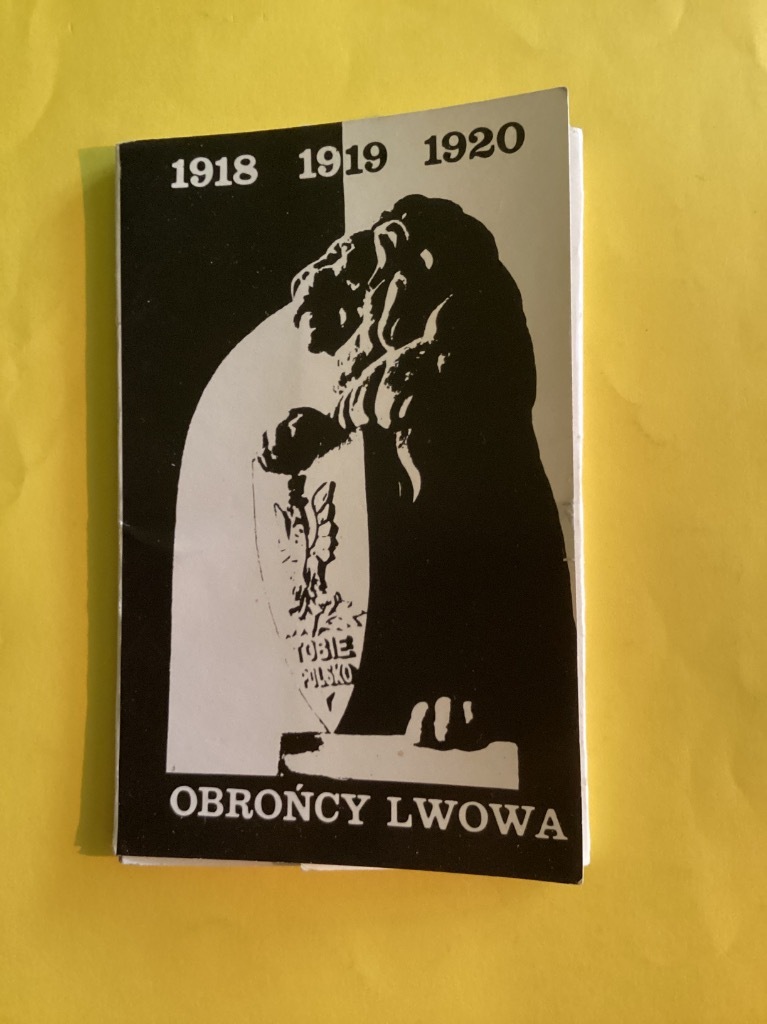 1918 1919 1920
TOBIE
POLSKO
OBROŃCY LWOWA